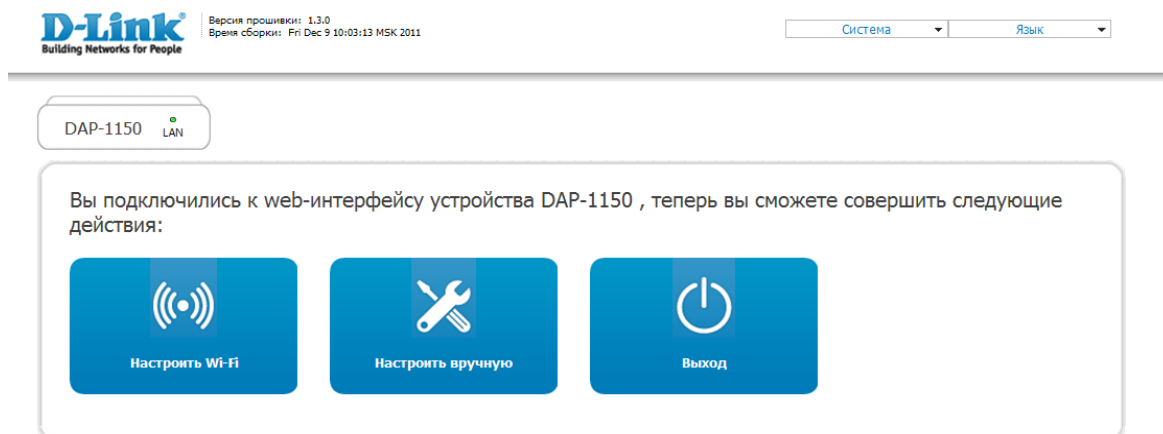 D-Link
Building Networks for People
Версия прошивки: 1.3.0
Время сборки: Fri Dec 9 10:03:13 MSK 2011
Система
Язык
DAP-1150
LAN
Вы подключились к web-интерфейсу устройства DAP-1150 , теперь вы сможете совершить следующие
действия:
Настроить Wi-Fi
Настроить вручную
Выход